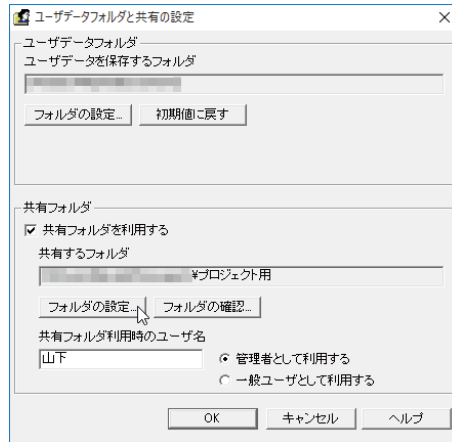 ユーザデータフォルダと共有の設定
ユーザデータフォルダ
ユーザデータを保存するフォルダ
フォルダの設定...
初期値に戻す
共有フォルダ
共有フォルダを利用する
共有するフォルダ
¥プロジェクト用
フォルダの設定...
フォルダの確認...
共有フォルダ利用時のユーザ名
山下
管理者として利用する
一般ユーザとして利用する
OK
キャンセル
ヘルプ